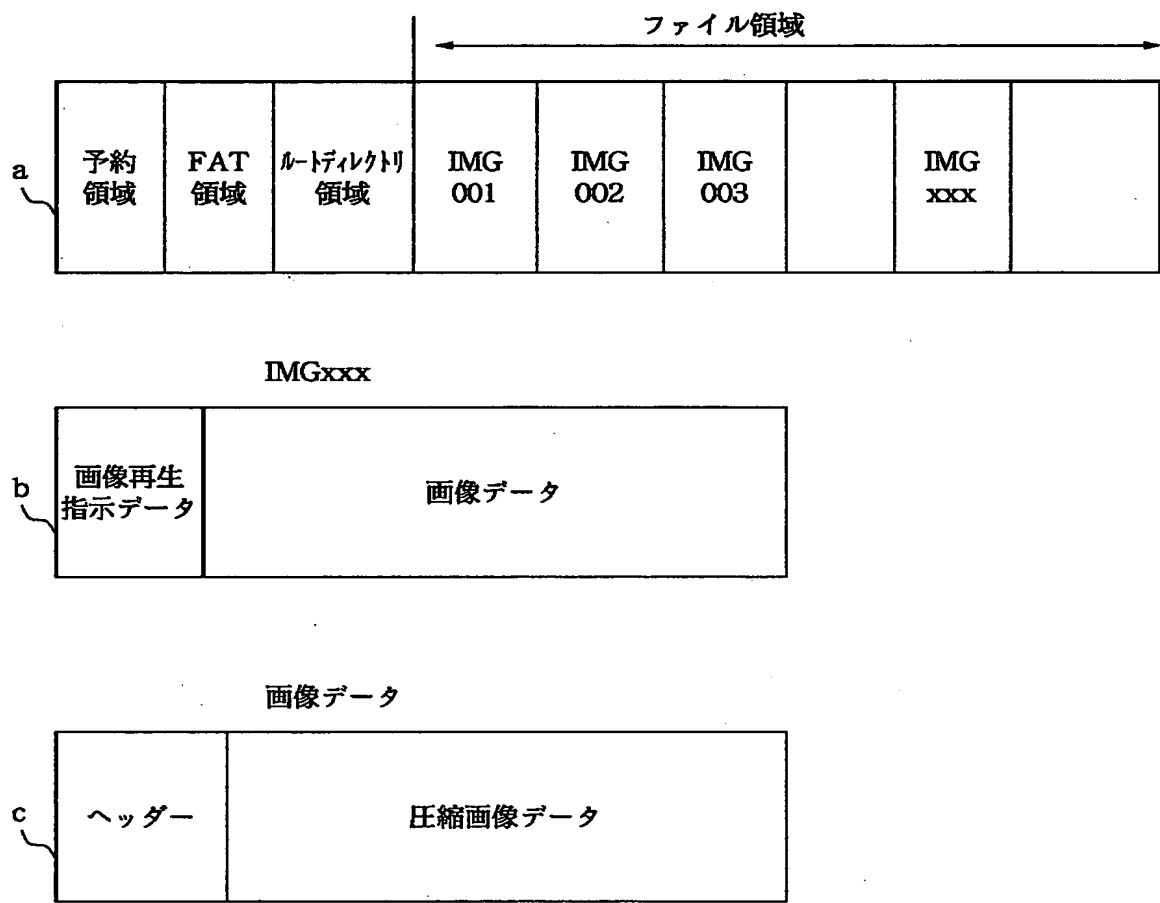 ファイル領域
a
予約
領域
FAT
領域
ルートディレクトリ
領域
IMG
001
IMG
002
IMG
003
IMG
xxx
IMGxxx
b
画像再生
指示データ
画像データ
画像データ
c
ヘッダー
圧縮画像データ